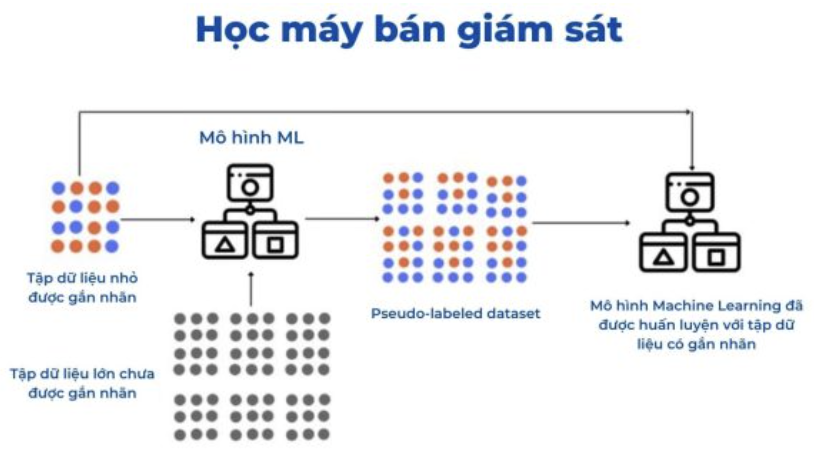 Học máy bán giám sát
Mô hình ML
Tập dữ liệu nhỏ
được gắn nhãn
Pseudo-labeled dataset
Mô hình Machine Learning đã
được huấn luyện với tập dữ
liệu có gắn nhãn
Tập dữ liệu lớn chưa
được gắn nhãn